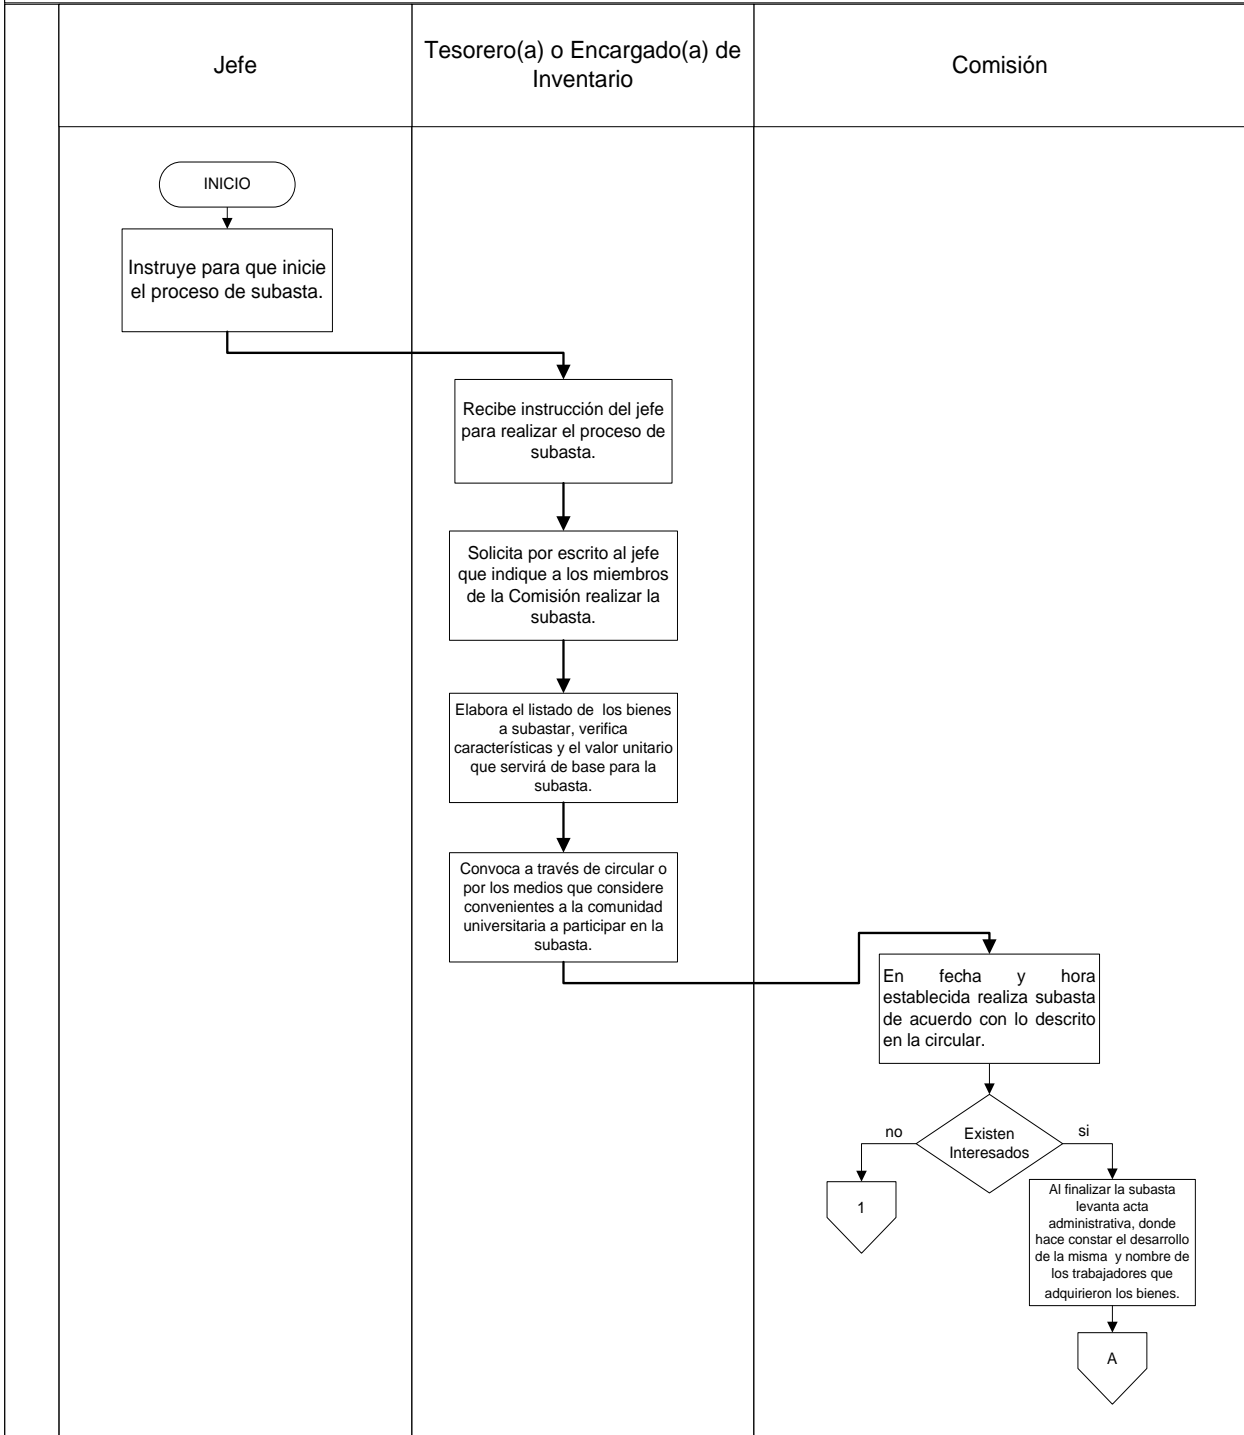 Jefe
Tesorero(a) o Encargado(a) de
Inventario
Comisión
INICIO
Instruye para que inicie
el proceso de subasta.
Recibe instrucción del jefe
para realizar el proceso de
subasta.
Solicita por escrito al jefe
que indique a los miembros
de la Comisión realizar la
subasta.
Elabora el listado de los bienes
a subastar, verifica
características y el valor unitario
que servirá de base para la
subasta.
Convoca a través de circular o
por los medios que considere
convenientes a la comunidad
universitaria a participar en la
subasta.
En fecha y hora
establecida realiza subasta
de acuerdo con lo descrito
en la circular.
Existen
Interesados
no
si
1
Al finalizar la subasta
levanta acta
administrativa, donde
hace constar el desarrollo
de la misma y nombre de
los trabajadores que
adquirieron los bienes.
A